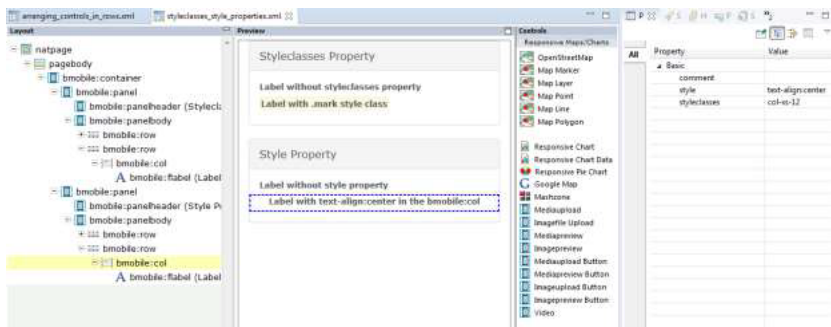 arranging_controls_in_rows.xml
styleclasses_style_properties.xml
Layout
natpage
pagebody
bmobile:container
bmobile:panel
bmobile:panelheader (Stylecla
bmobile:panelbody
bmobile:row
bmobile:row
bmobile:col
bmobile:flabel (Label
bmobile:panel
bmobile:panelheader (Style Pr
bmobile:panelbody
bmobile:row
bmobile:row
bmobile:col
bmobile:flabel (Label
Preview
Styleclasses Property
Label without styleclasses property
Label with .mark style class
Style Property
Label without style property
Label with text-align:center in the bmobile:col
Controls
Responsive Maps/Charts
OpenStreetMap
Map Marker
Map Layer
Map Point
Map Line
Map Polygon
Responsive Chart
Responsive Chart Data
Responsive Pie Chart
Google Map
Mashzone
Mediaupload
Imagefile Upload
Mediapreview
Imagepreview
Mediaupload Button
Mediapreview Button
Imageupload Button
Imagepreview Button
Video
All
Property Value
Basic
comment
style text-align:center
styleclasses col-xs-12